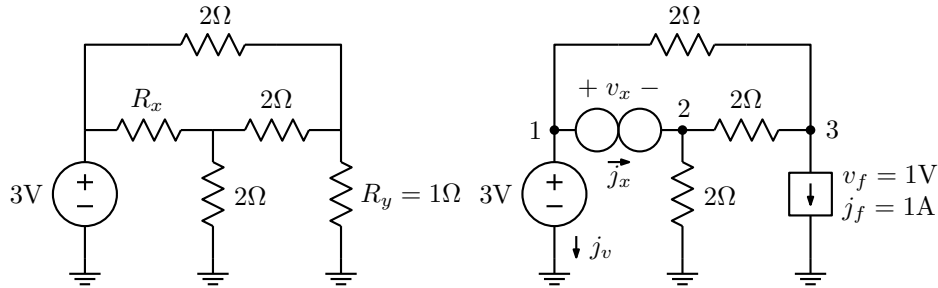 2Ω
R_x
2Ω
3V
+
−
2Ω
R_y = 1Ω
2Ω
+ v_x −
2Ω
1
2
3
j_x
3V
+
−
2Ω
v_f = 1V
j_f = 1A
j_v